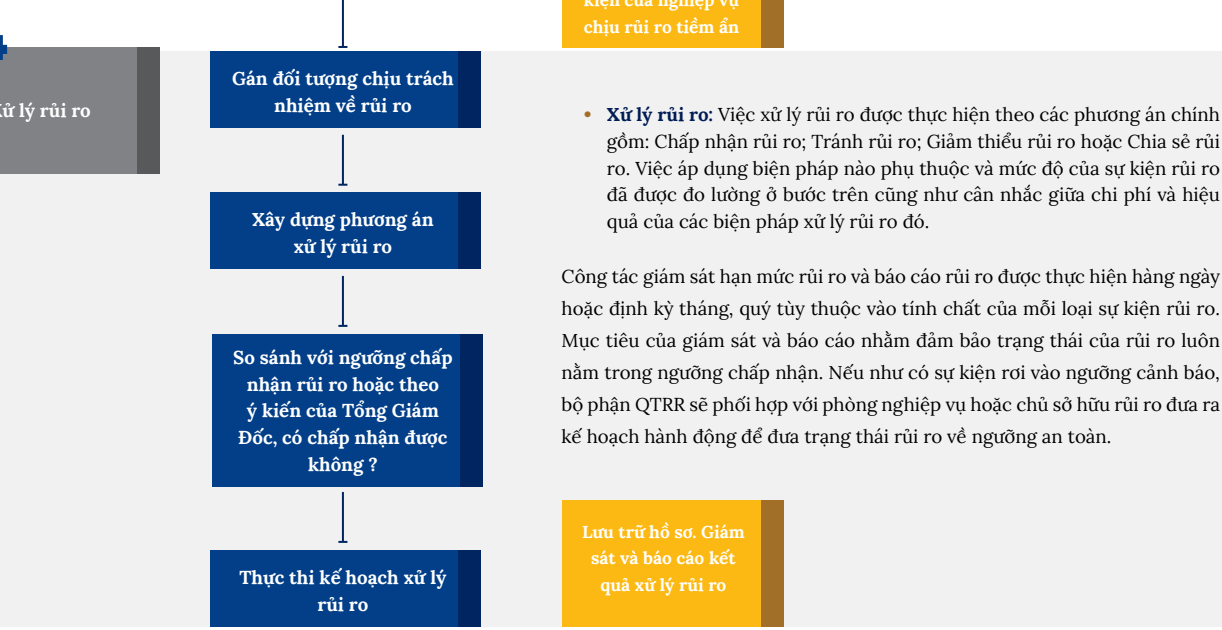 kiện của nghiệp vụ
chịu rủi ro tiềm ẩn
Gán đối tượng chịu trách
nhiệm về rủi ro
lý rủi ro
• Xử lý rủi ro: Việc xử lý rủi ro được thực hiện theo các phương án chính
gồm: Chấp nhận rủi ro; Tránh rủi ro; Giảm thiểu rủi ro hoặc Chia sẻ rủi
ro. Việc áp dụng biện pháp nào phụ thuộc và mức độ của sự kiện rủi ro
đã được đo lường ở bước trên cũng như cân nhắc giữa chi phí và hiệu
quả của các biện pháp xử lý rủi ro đó.
Xây dựng phương án
xử lý rủi ro
Công tác giám sát hạn mức rủi ro và báo cáo rủi ro được thực hiện hàng ngày
hoặc định kỳ tháng, quý tùy thuộc vào tính chất của mỗi loại sự kiện rủi ro.
Mục tiêu của giám sát và báo cáo nhằm đảm bảo trạng thái của rủi ro luôn
nằm trong ngưỡng chấp nhận. Nếu như có sự kiện rơi vào ngưỡng cảnh báo,
bộ phận QTRR sẽ phối hợp với phòng nghiệp vụ hoặc chủ sở hữu rủi ro đưa ra
kế hoạch hành động để đưa trạng thái rủi ro về ngưỡng an toàn.
So sánh với ngưỡng chấp
nhận rủi ro hoặc theo
ý kiến của Tổng Giám
Đốc, có chấp nhận được
không ?
Lưu trữ hồ sơ. Giám
sát và báo cáo kết
quả xử lý rủi ro
Thực thi kế hoạch xử lý
rủi ro